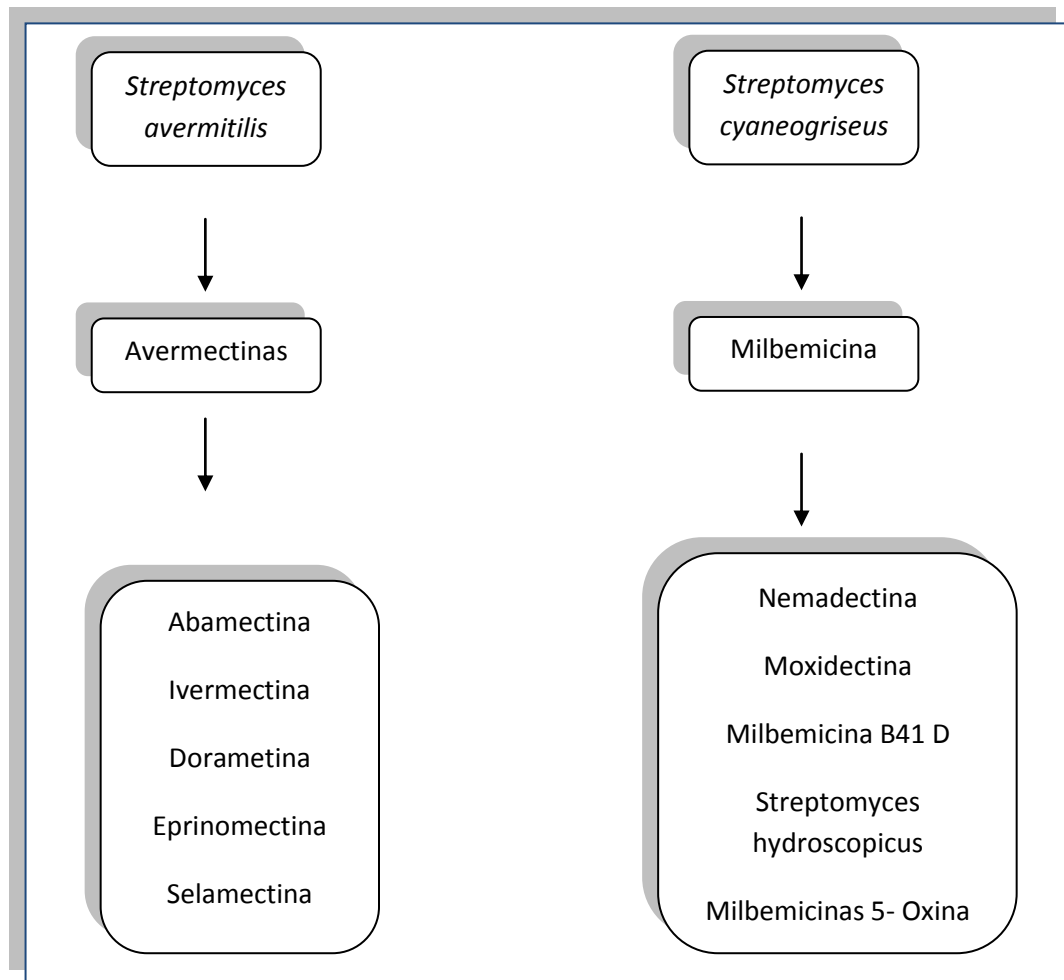 Streptomyces
avermitilis
Avermectinas
Abamectina
Ivermectina
Dorametina
Eprinomectina
Selamectina
Streptomyces
cyaneogriseus
Milbemicina
Nemadectina
Moxidectina
Milbemicina B41 D
Streptomyces
hydroscopicus
Milbemicinas 5- Oxina